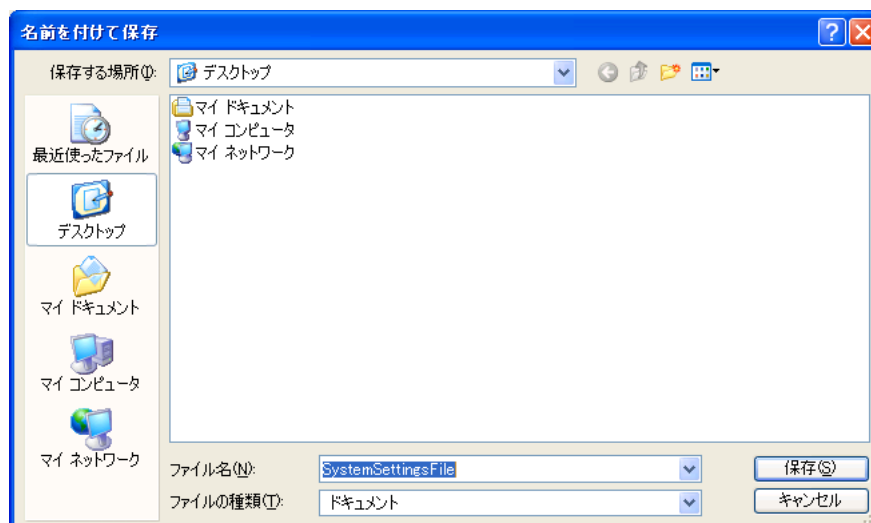 名前を付けて保存
保存する場所(I): デスクトップ
マイ ドキュメント
マイ コンピュータ
マイ ネットワーク
最近使ったファイル
デスクトップ
マイ ドキュメント
マイ コンピュータ
マイ ネットワーク
ファイル名(N): SystemSettingsFile 保存(S)
ファイルの種類(T): ドキュメント キャンセル